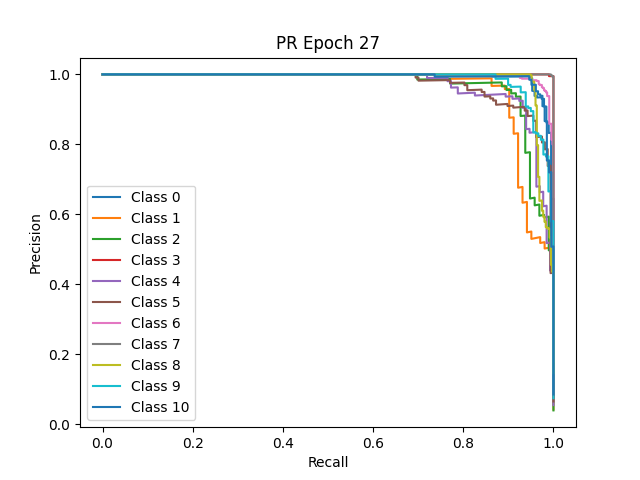 PR Epoch 27
Precision
1.0
0.8
0.6
0.4
0.2
0.0
Class 0
Class 1
Class 2
Class 3
Class 4
Class 5
Class 6
Class 7
Class 8
Class 9
Class 10
0.0 0.2 0.4 0.6 0.8 1.0
Recall